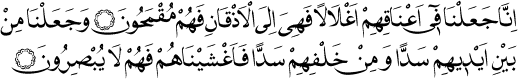 اِنَّا جَعَلْنَا فٖٓى اَعْنَاقِهِمْ اَغْلَالًا فَهِىَ اِلَى الْاَذْقَانِ فَهُمْ مُقْمَحُونَ ۝ وَجَعَلْنَا مِنْ
بَيْنِ اَيْدٖيهِمْ سَدًّا وَمِنْ خَلْفِهِمْ سَدًّا فَاَغْشَيْنَاهُمْ فَهُمْ لَا يُبْصِرُونَ ۝